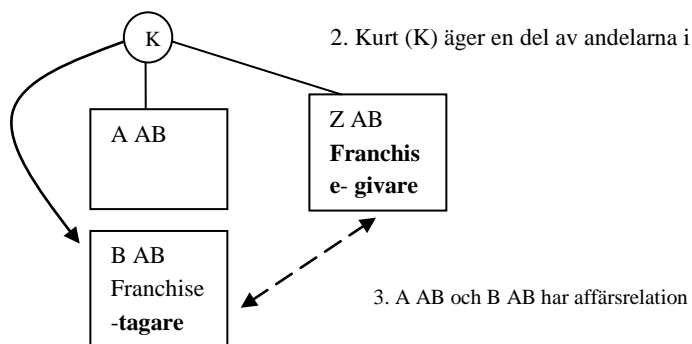 K
2. Kurt (K) äger en del av andelarna i
A AB
Z AB
Franchis
e- givare
B AB
Franchise
-tagare
3. A AB och B AB har affärsrelation